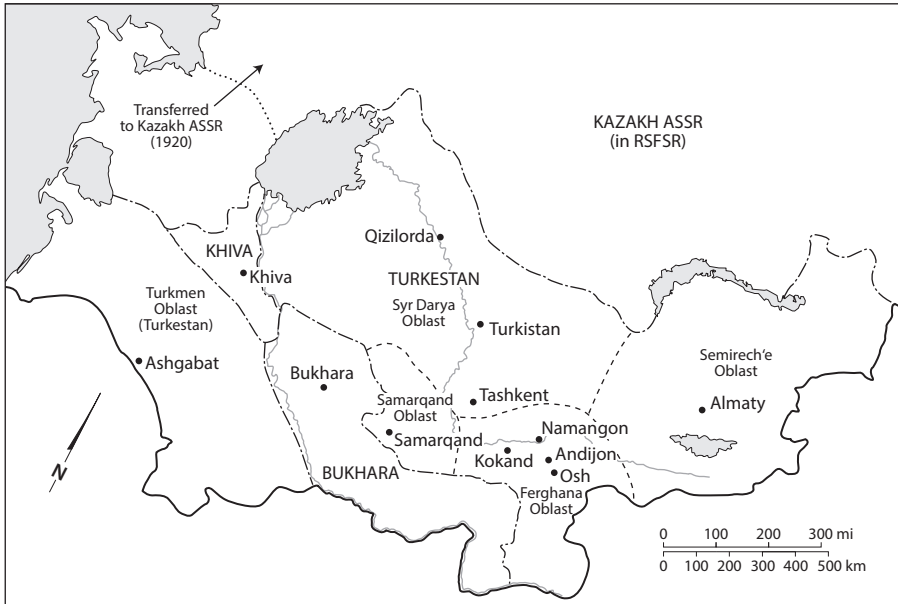 Transferred
to Kazakh ASSR
(1920)
KAZAKH ASSR
(in RSFSR)
Qizilorda
KHIVA
Khiva
TURKESTAN
Syr Darya
Oblast
Turkmen
Oblast
(Turkestan)
Turkistan
Ashgabat
Semirech'e
Oblast
Bukhara
Samarqand
Oblast
Tashkent
Almaty
Samarqand
Namangon
Kokand
Andijon
Osh
BUKHARA
Ferghana
Oblast
N
0 100 200 300 mi
0 100 200 300 400 500 km